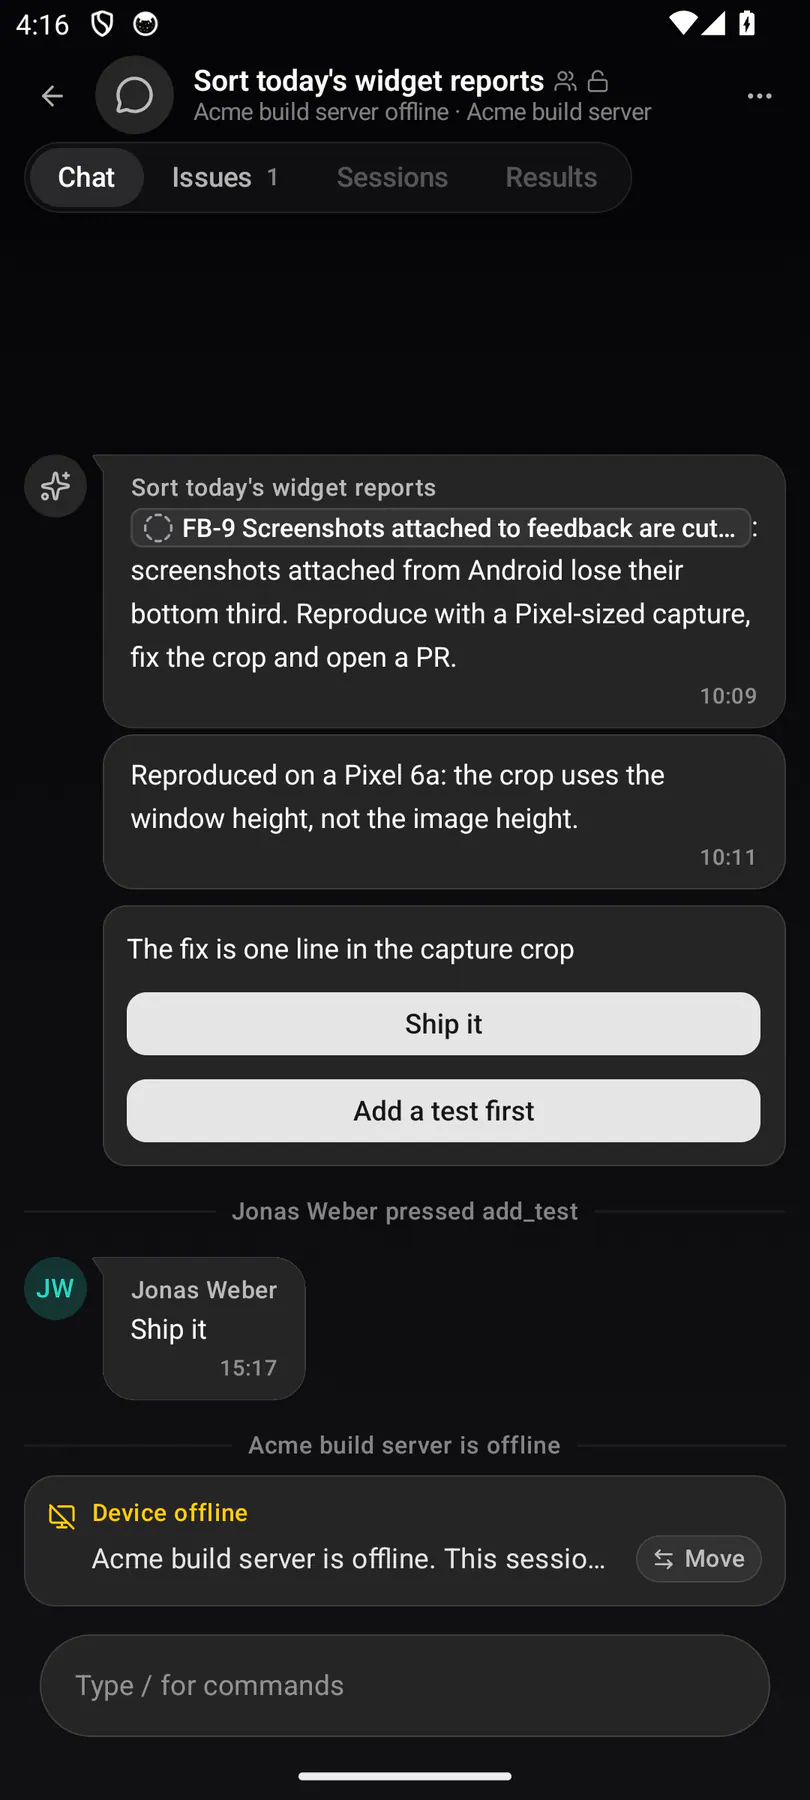 4:16
Sort today's widget reports
Acme build server offline · Acme build server
Chat
Issues 1
Sessions
Results
Sort today's widget reports
FB-9 Screenshots attached to feedback are cut… :
screenshots attached from Android lose their
bottom third. Reproduce with a Pixel-sized capture,
fix the crop and open a PR.
10:09
Reproduced on a Pixel 6a: the crop uses the
window height, not the image height.
10:11
The fix is one line in the capture crop
Ship it
Add a test first
Jonas Weber pressed add_test
JW
Jonas Weber
Ship it
15:17
Acme build server is offline
Device offline
Acme build server is offline. This sessio…
Move
Type / for commands